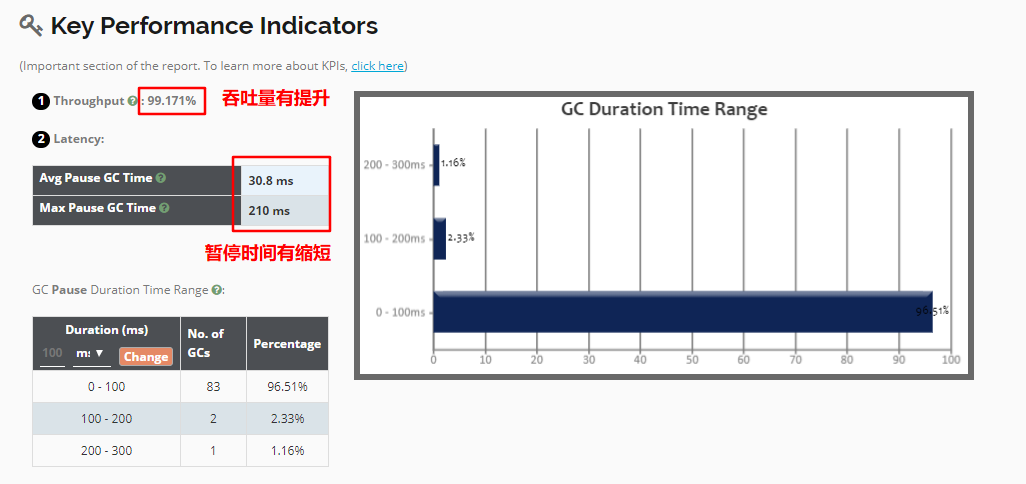 Key Performance Indicators
(Important section of the report. To learn more about KPIs, click here)
1 Throughput ?: 99.171%
吞吐量有提升
2 Latency:
Avg Pause GC Time ? 30.8 ms
Max Pause GC Time ? 210 ms
暂停时间有缩短
GC Pause Duration Time Range ?:
Duration (ms) No. of GCs Percentage
100 ms ▼ Change
0 - 100 83 96.51%
100 - 200 2 2.33%
200 - 300 1 1.16%
GC Duration Time Range
200 - 300ms 1.16%
100 - 200ms 2.33%
0 - 100ms 96.51%
0 10 20 30 40 50 60 70 80 90 100